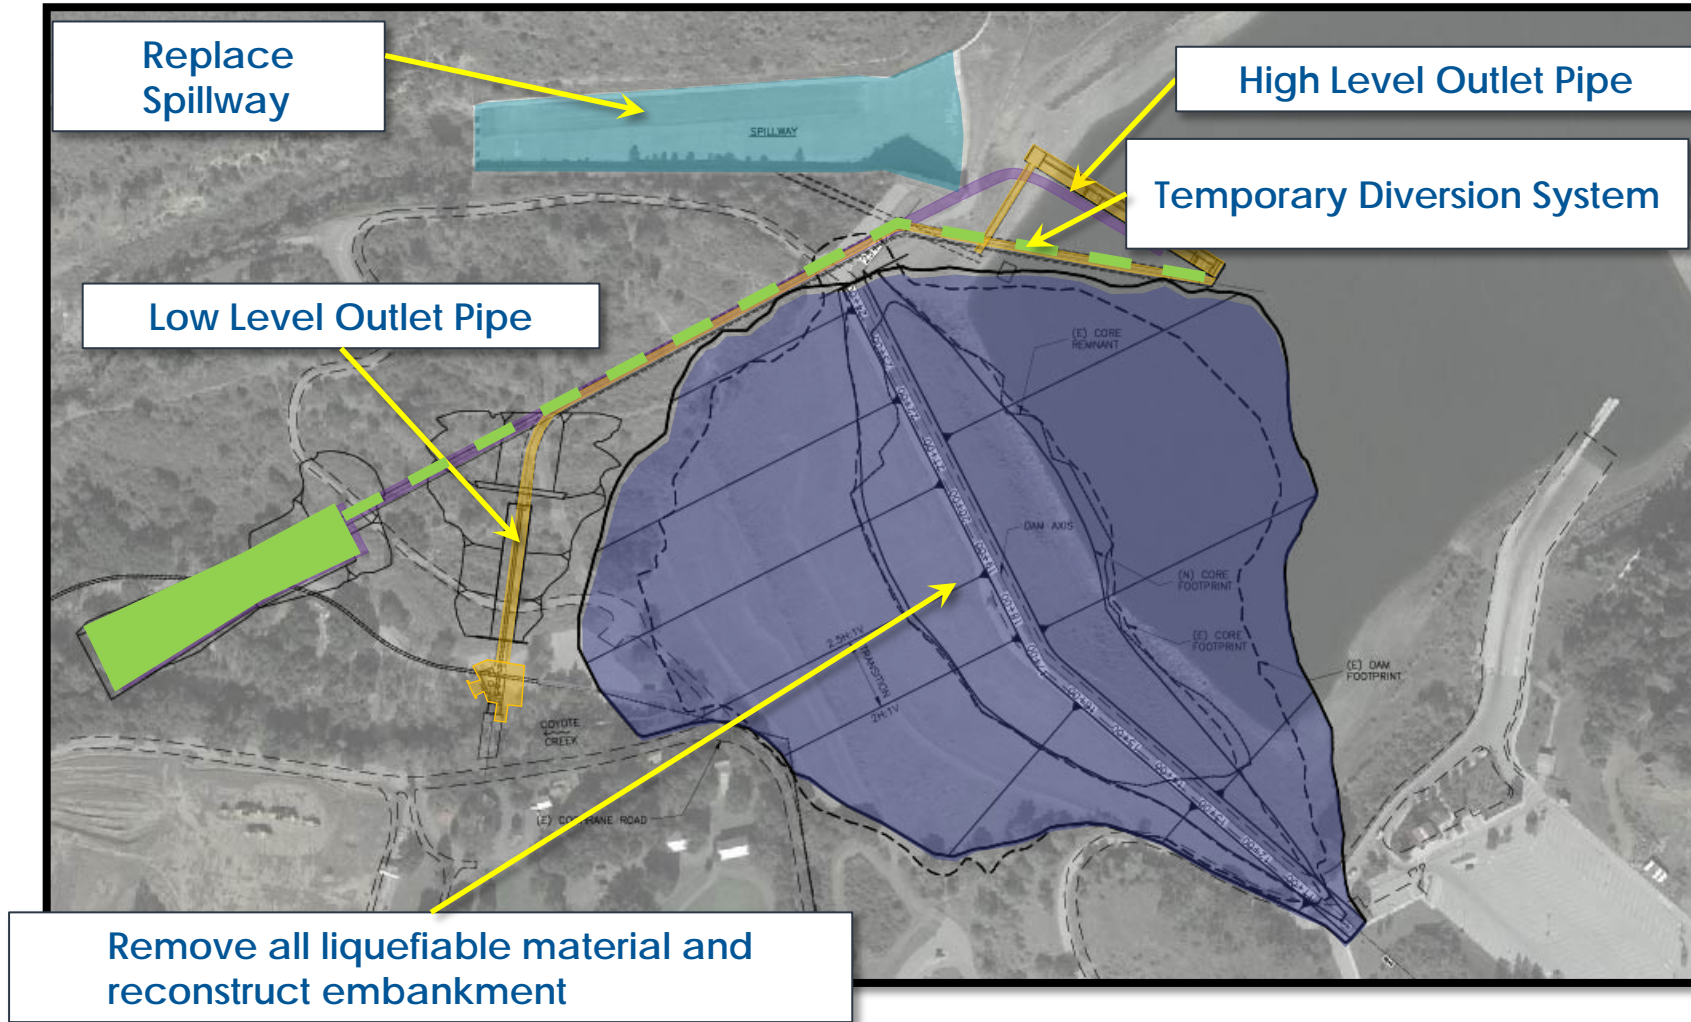 Replace
Spillway
High Level Outlet Pipe
SPILLWAY
Temporary Diversion System
Low Level Outlet Pipe
(E) CORE
REMNANT
DAM AXIS
(N) CORE
FOOTPRINT
(E) CORE
FOOTPRINT
(E) DAM
FOOTPRINT
2.5H:1V
TRANSITION
2H:1V
COYOTE
CREEK
(E) COCHRANE ROAD
Remove all liquefiable material and
reconstruct embankment